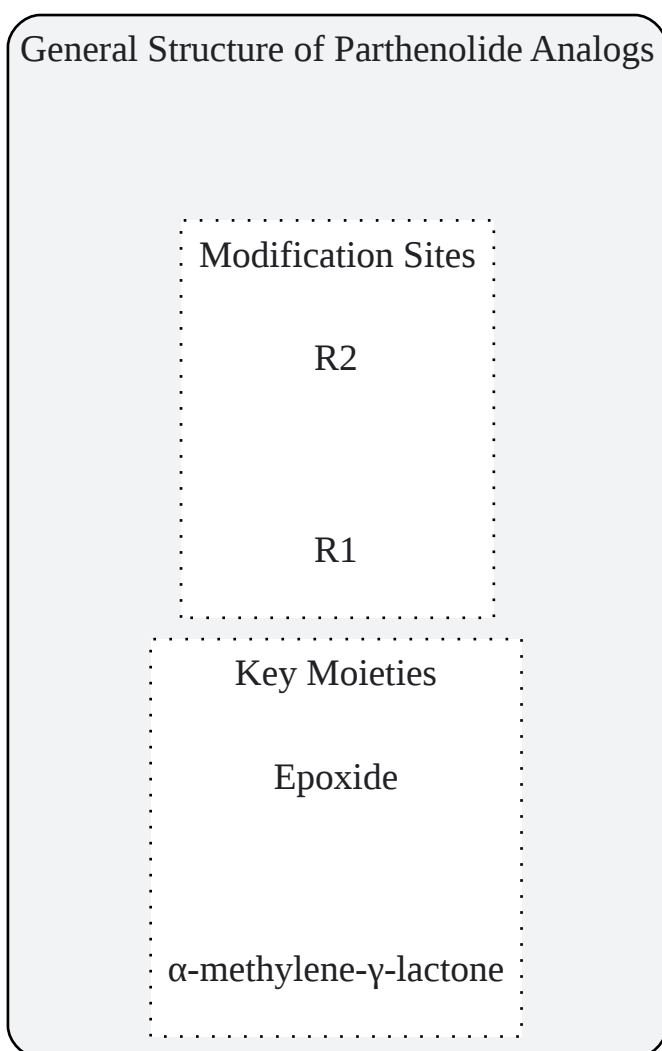 General Structure of Parthenolide Analogs
Modification Sites
R2
R1
Key Moieties
Epoxide
α-methylene-γ-lactone